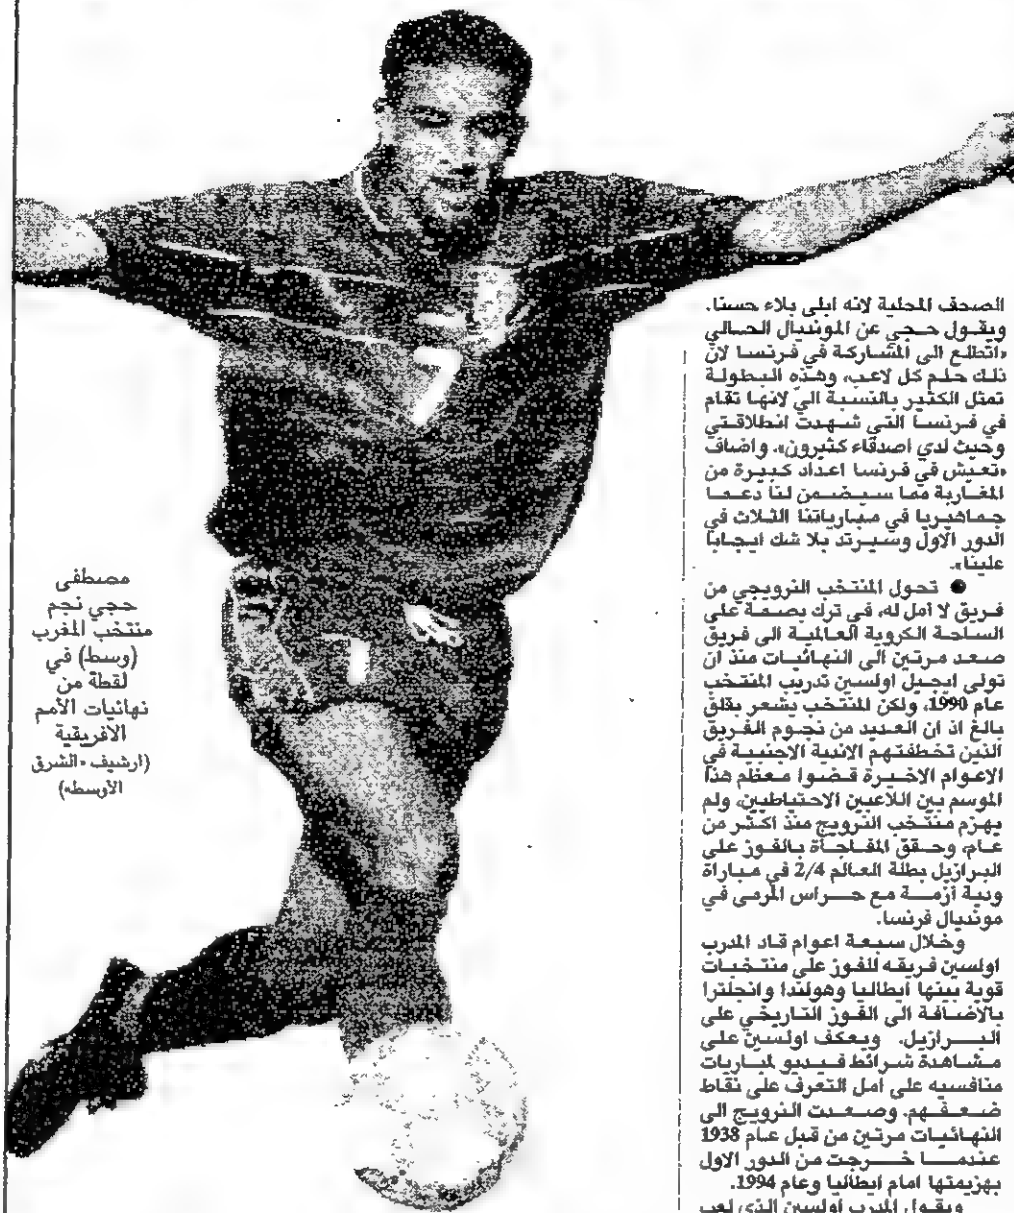 الصحف المحلية لانه ابلى بلاء حسنا.
ويقول حجي عن المونديال الحالي
«اتطلع الى المشاركة في فرنسا لان
ذلك حلم كل لاعب، وهذه البطولة
تمثل الكثير بالنسبة الي لانها تقام
في فرنسا التي شهدت انطلاقتي
وحيث لدي اصدقاء كثيرون». واضاف
«تعيش في فرنسا اعداد كبيرة من
المغاربة مما سيضمن لنا دعما
جماهيريا في مبارياتنا الثلاث في
الدور الاول وسيرتد بلا شك ايجابا
علينا».
● تحول المنتخب النرويجي من
فريق لا امل له، في ترك بصمة على
الساحة الكروية العالمية الى فريق
صعد مرتين الى النهائيات منذ ان
تولى ايجيل اولسين تدريب المنتخب
عام 1990، ولكن المنتخب يشعر بقلق
بالغ اذ ان العديد من نجوم الفريق
الذين تخطفتهم الاندية الاجنبية في
الاعوام الاخيرة قضوا معظم هذا
الموسم بين اللاعبين الاحتياطيين، ولم
يهزم منتخب النرويج منذ اكثر من
عام، وحقق المفاجأة بالفوز على
البرازيل بطلة العالم 2/4 في مباراة
ودية أزمة مع حراس المرمى في
مونديال فرنسا.
وخلال سبعة اعوام قاد المدرب
اولسين فريقه للفوز على منتخبات
قوية بينها ايطاليا وهولندا وانجلترا
بالاضافة الى الفوز التاريخي على
البرازيل. ويعكف اولسين على
مشاهدة شرائط فيديو لمباريات
منافسيه على امل التعرف على نقاط
ضعفهم. وصعدت النرويج الى
النهائيات مرتين من قبل عام 1938
عندما خرجت من الدور الاول
بهزيمتها امام ايطاليا وعام 1994.
ويقول المدرب اولسين الذي لعب
مصطفى
حجي نجم
منتخب المغرب
(وسط) في
لقطة من
نهائيات الأمم
الافريقية
(ارشيف «الشرق
الأوسط»)
7